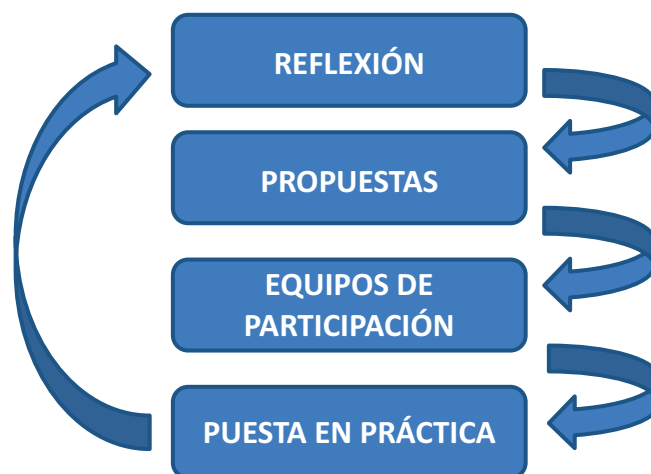 REFLEXIÓN
PROPUESTAS
EQUIPOS DE
PARTICIPACIÓN
PUESTA EN PRÁCTICA